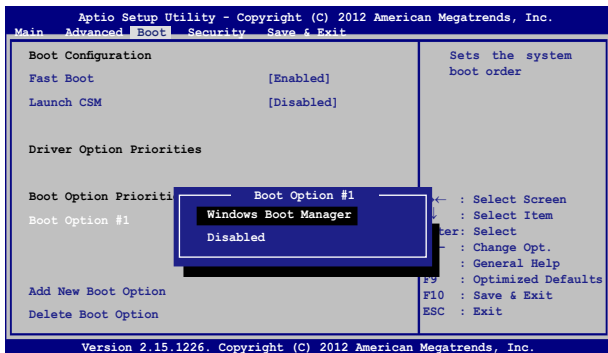 Aptio Setup Utility - Copyright (C) 2012 American Megatrends, Inc.
Main Advanced Boot Security Save & Exit
Boot Configuration
Fast Boot [Enabled]
Launch CSM [Disabled]
Driver Option Priorities
Boot Option Prioriti
Boot Option #1
Add New Boot Option
Delete Boot Option
Boot Option #1
Windows Boot Manager
Disabled
Sets the system
boot order
← : Select Screen
↓ : Select Item
ter: Select
- : Change Opt.
: General Help
F9 : Optimized Defaults
F10 : Save & Exit
ESC : Exit
Version 2.15.1226. Copyright (C) 2012 American Megatrends, Inc.